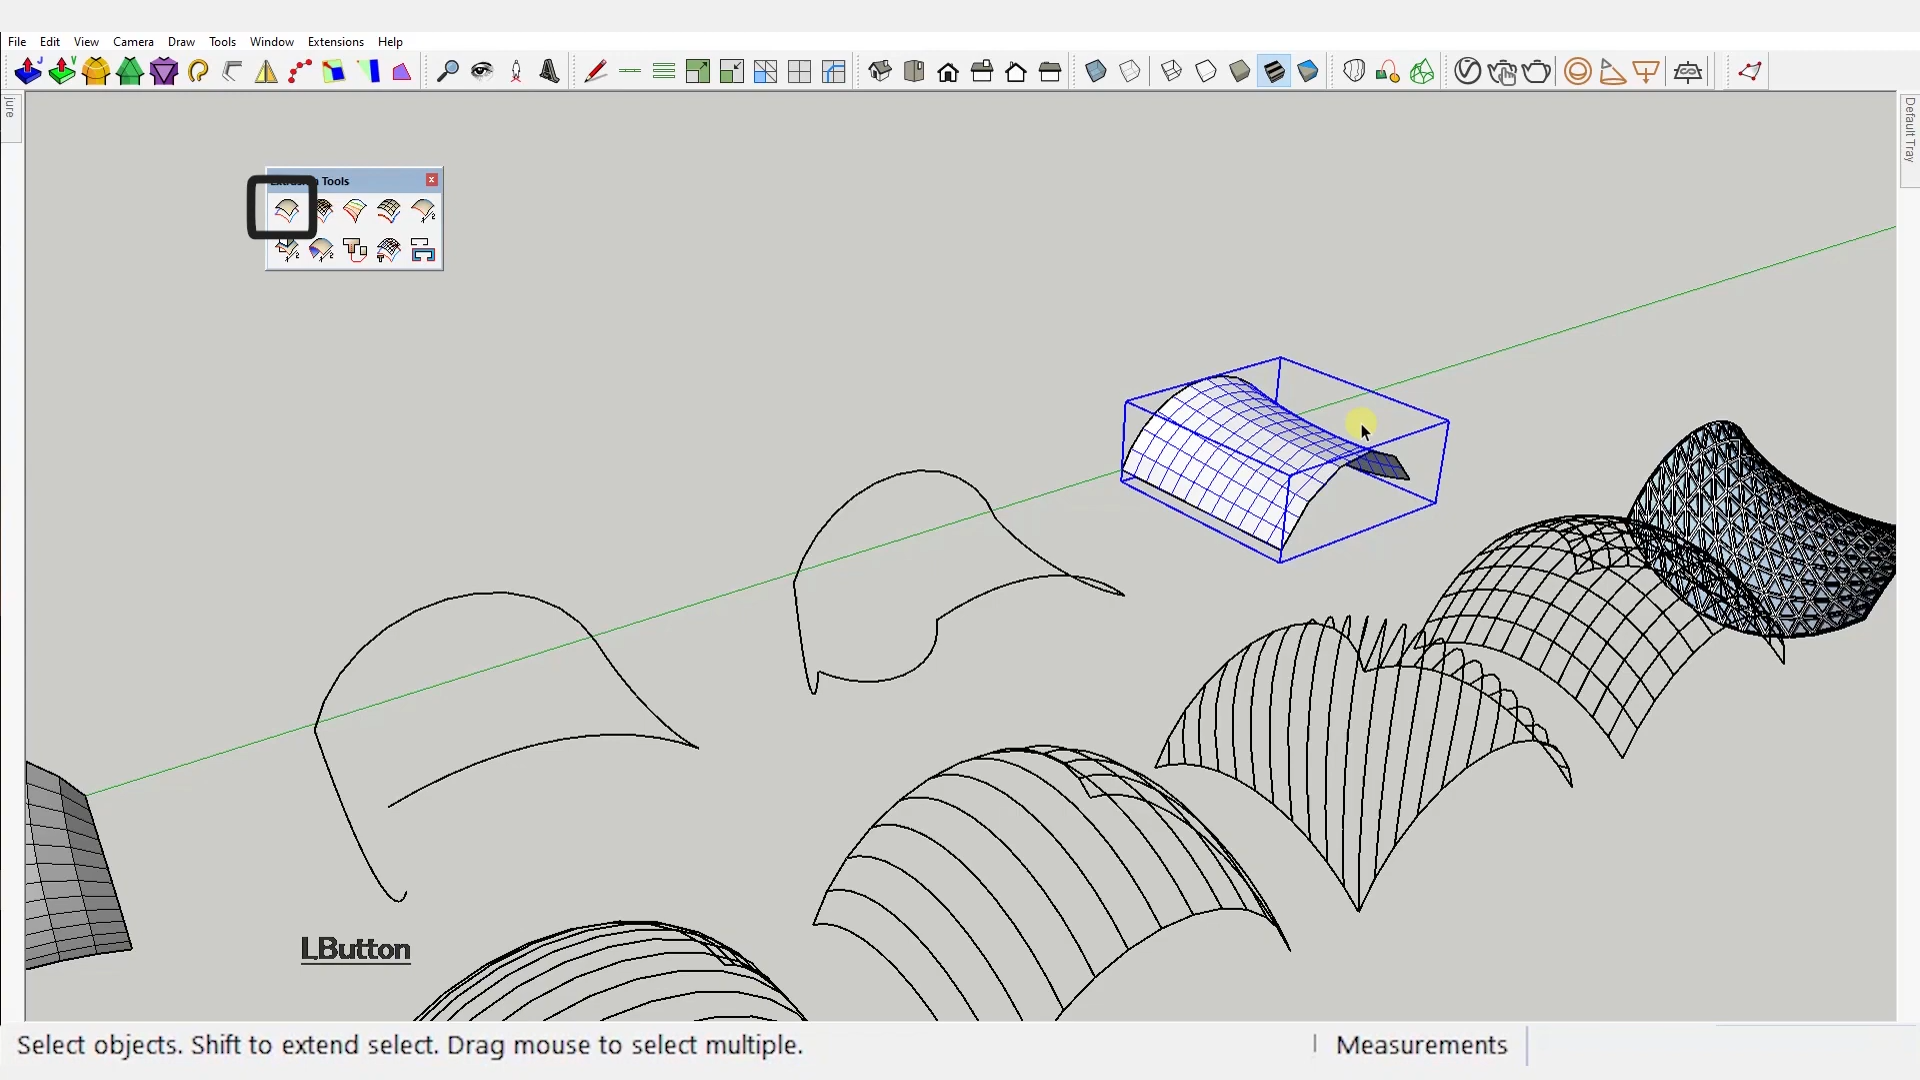 File Edit View Camera Draw Tools Window Extensions Help
jure
Default Tray
Tools
LButton
Select objects. Shift to extend select. Drag mouse to select multiple.
Measurements